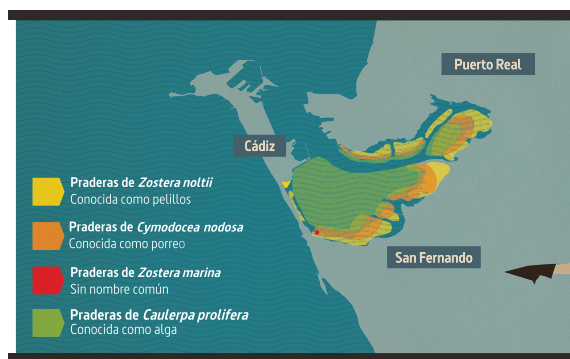 Puerto Real
Cádiz
Praderas de Zostera noltii
Conocida como pelillos
Praderas de Cymodocea nodosa
Conocida como porreo
Praderas de Zostera marina
Sin nombre común
San Fernando
Praderas de Caulerpa prolifera
Conocida como alga